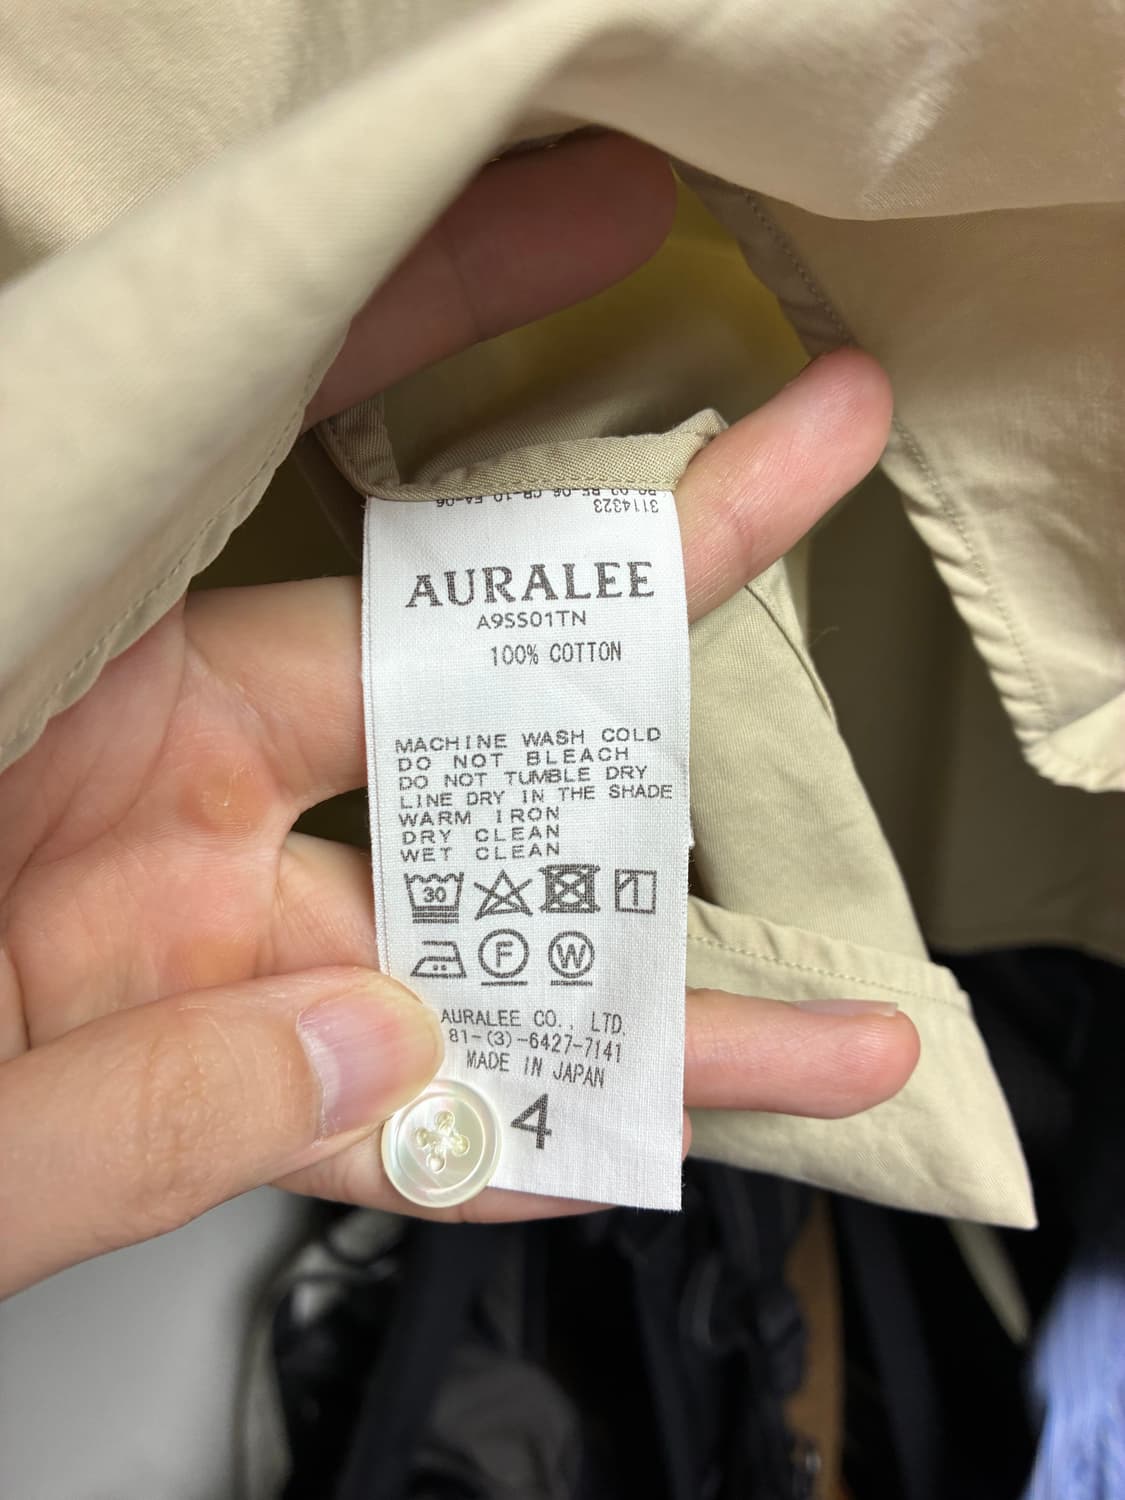 3114323
AURALEE
A9SS01TN
100% COTTON
MACHINE WASH COLD
DO NOT BLEACH
DO NOT TUMBLE DRY
LINE DRY IN THE SHADE
WARM IRON
DRY CLEAN
WET CLEAN
30
F W
AURALEE CO., LTD.
81-(3)-6427-7141
MADE IN JAPAN
4